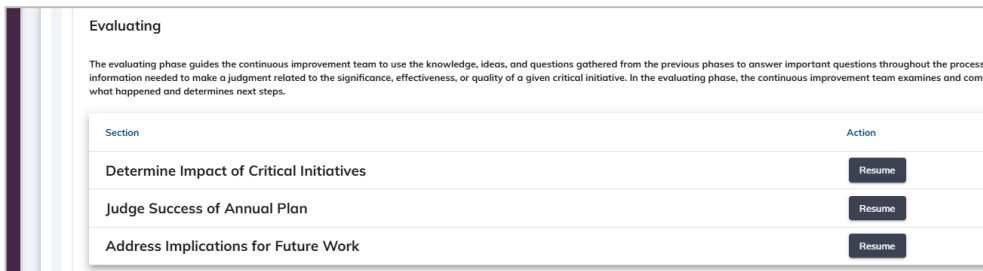 Evaluating
The evaluating phase guides the continuous improvement team to use the knowledge, ideas, and questions gathered from the previous phases to answer important questions throughout the process
information needed to make a judgment related to the significance, effectiveness, or quality of a given critical initiative. In the evaluating phase, the continuous improvement team examines and com
what happened and determines next steps.
Section Action
Determine Impact of Critical Initiatives Resume
Judge Success of Annual Plan Resume
Address Implications for Future Work Resume